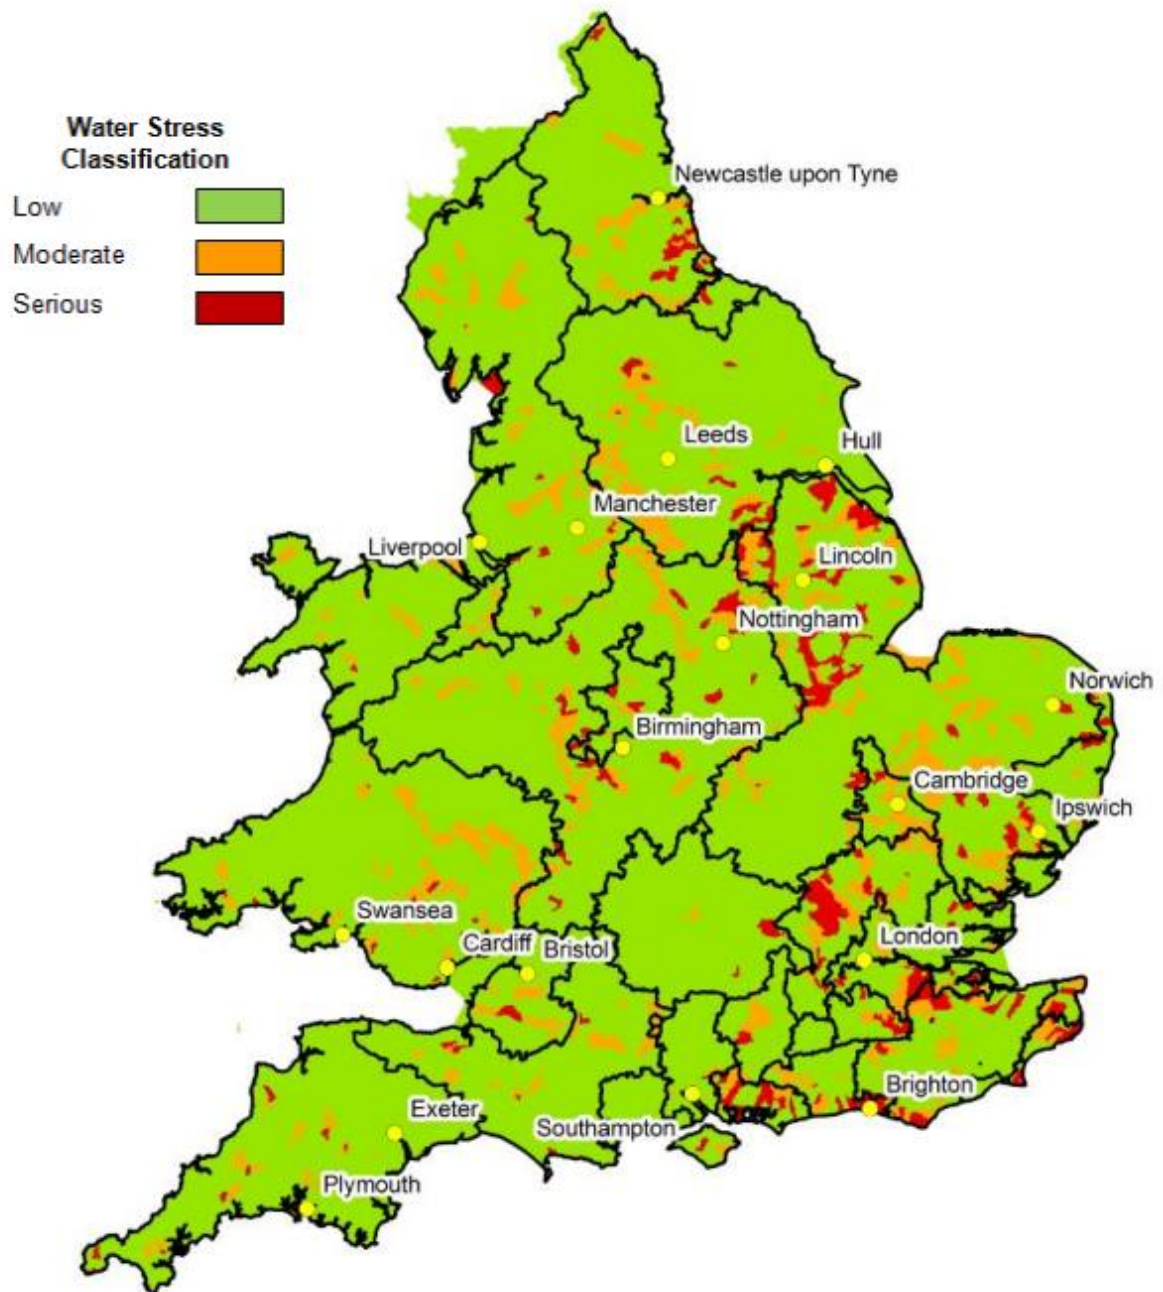 Water Stress
Classification
Low
Moderate
Serious
Newcastle upon Tyne
Leeds
Hull
Manchester
Liverpool
Lincoln
Nottingham
Norwich
Birmingham
Cambridge
Ipswich
Swansea
Cardiff
Bristol
London
Brighton
Exeter
Southampton
Plymouth